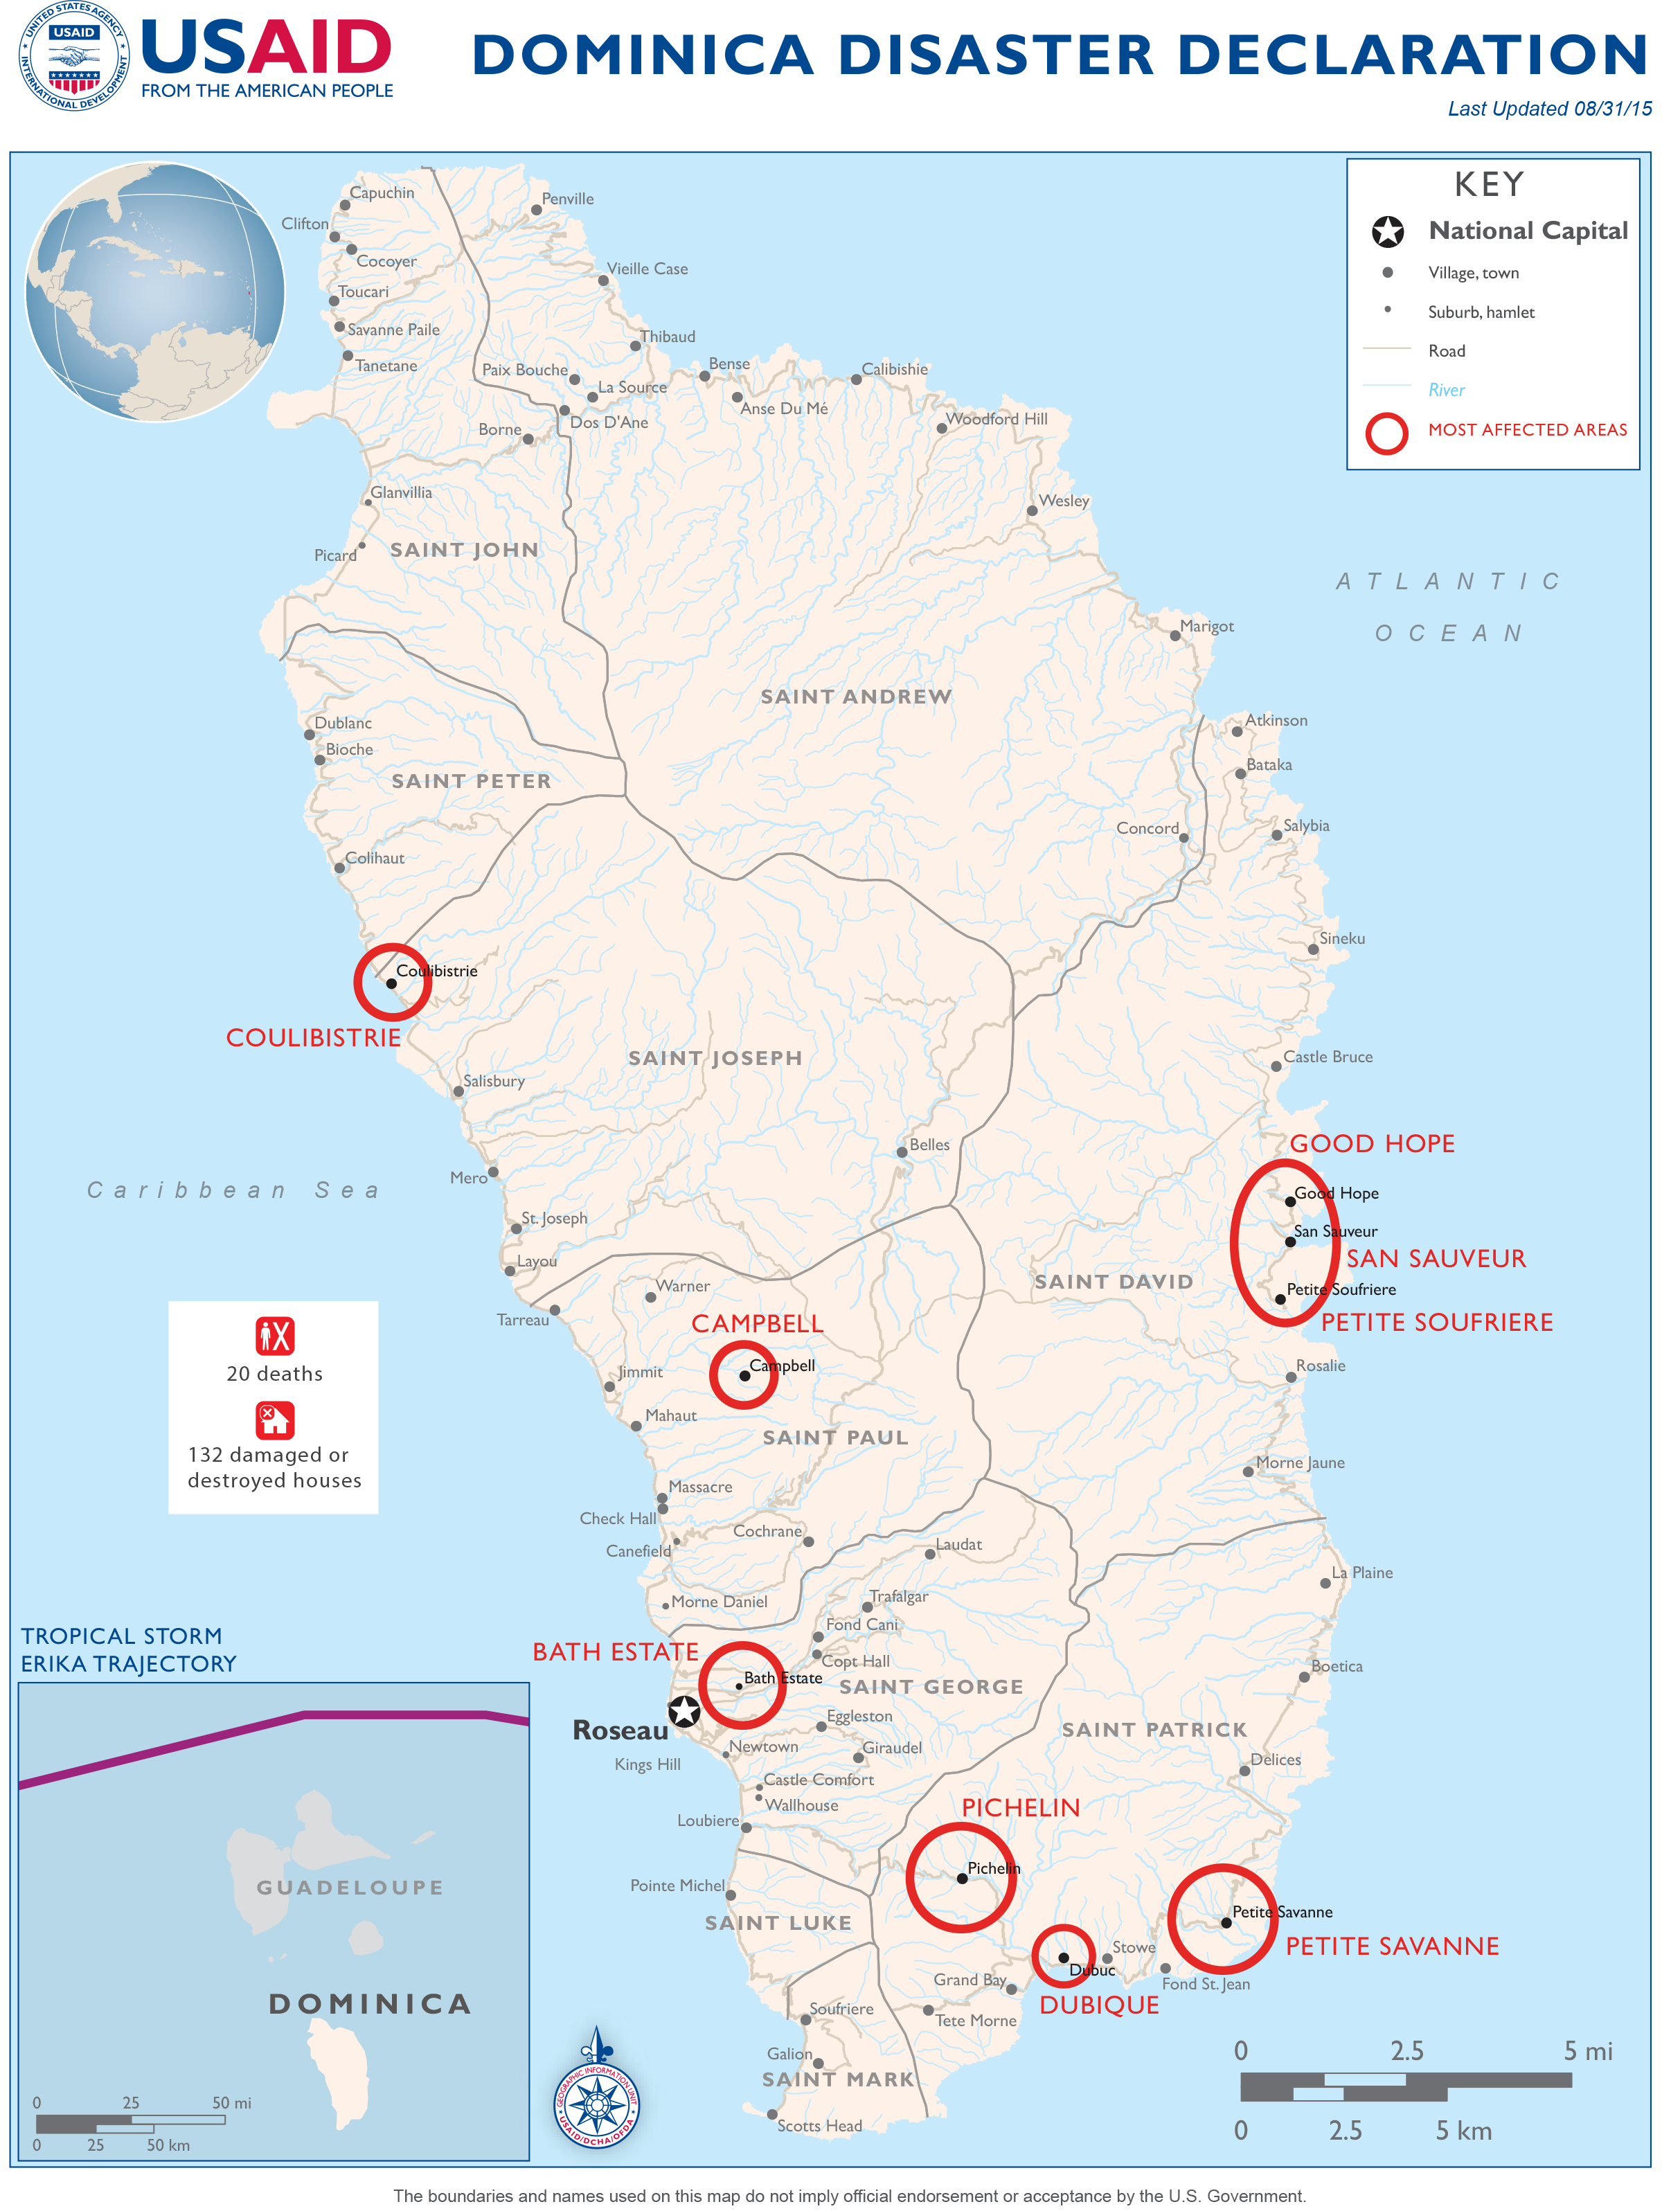 UNITED STATES AGENCY
USAID
INTERNATIONAL DEVELOPMENT
USAID
FROM THE AMERICAN PEOPLE
DOMINICA DISASTER DECLARATION
Last Updated 08/31/15
KEY
National Capital
Village, town
Suburb, hamlet
Road
River
MOST AFFECTED AREAS
Capuchin
Penville
Clifton
Cocoyer
Vieille Case
Toucari
Savanne Paile
Thibaud
Tanetane
Paix Bouche
Bense
Calibishie
La Source
Anse Du Mé
Dos D'Ane
Woodford Hill
Borne
Glanvillia
Wesley
Picard
SAINT JOHN
ATLANTIC
OCEAN
Marigot
SAINT ANDREW
Dublanc
Atkinson
Bioche
Bataka
SAINT PETER
Concord
Salybia
Colihaut
Sineku
Coulibistrie
COULIBISTRIE
SAINT JOSEPH
Castle Bruce
Salisbury
Belles
GOOD HOPE
Mero
Caribbean Sea
Good Hope
St. Joseph
San Sauveur
Layou
SAN SAUVEUR
Warner
SAINT DAVID
Petite Soufriere
Tarreau
CAMPBELL
PETITE SOUFRIERE
Campbell
Jimmit
Rosalie
20 deaths
Mahaut
SAINT PAUL
132 damaged or
destroyed houses
Morne Jaune
Massacre
Check Hall
Cochrane
Canefield
Laudat
La Plaine
Morne Daniel
Trafalgar
Fond Cani
TROPICAL STORM
ERIKA TRAJECTORY
BATH ESTATE
Copt Hall
Boetica
Bath Estate
SAINT GEORGE
Eggleston
Roseau
SAINT PATRICK
Newtown
Giraudel
Kings Hill
Delices
Castle Comfort
Wallhouse
Loubiere
PICHELIN
Pichelin
GUADELOUPE
Pointe Michel
SAINT LUKE
Petite Savanne
PETITE SAVANNE
Stowe
Dubuc
Grand Bay
Fond St. Jean
DOMINICA
DUBIQUE
Soufriere
Tete Morne
Galion
SAINT MARK
Scotts Head
0 25 50 mi
0 25 50 km
GEOGRAPHIC INFORMATION UNIT
USAID/DCHA/OFDA
0 2.5 5 mi
0 2.5 5 km
The boundaries and names used on this map do not imply official endorsement or acceptance by the U.S. Government.